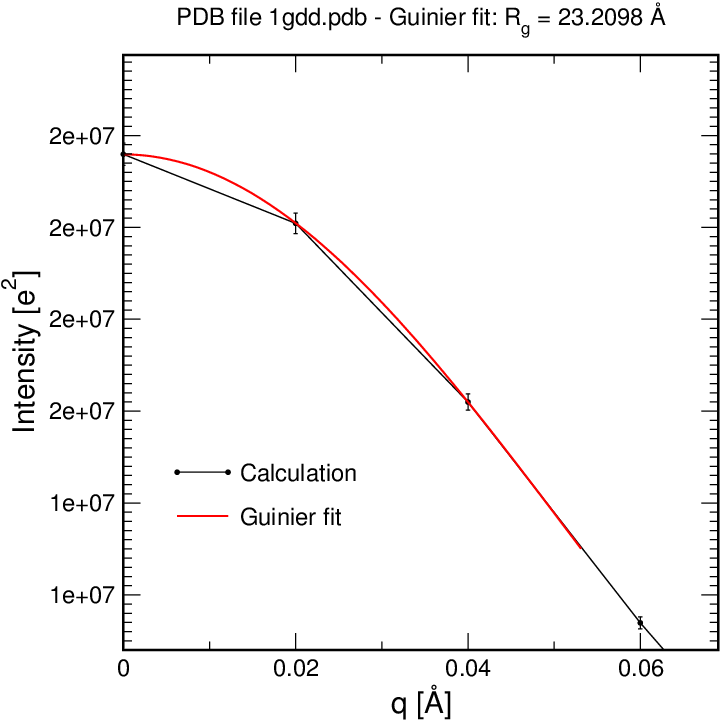 PDB file 1gdd.pdb - Guinier fit: Rg = 23.2098 Å
2e+07
2e+07
2e+07
2e+07
1e+07
1e+07
Intensity [e2]
Calculation
Guinier fit
0 0.02 0.04 0.06
q [Å]